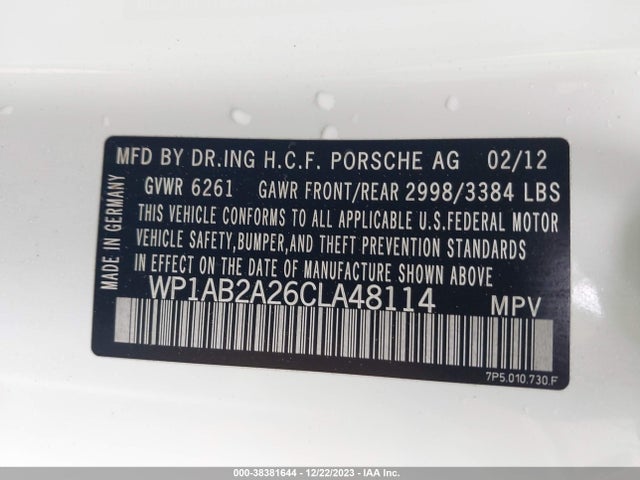 MFD BY DR.ING H.C.F. PORSCHE AG 02/12
GVWR 6261 GAWR FRONT/REAR 2998/3384 LBS
THIS VEHICLE CONFORMS TO ALL APPLICABLE U.S.FEDERAL MOTOR
VEHICLE SAFETY,BUMPER,AND THEFT PREVENTION STANDARDS
IN EFFECT ON THE DATE OF MANUFACTURE SHOWN ABOVE
WP1AB2A26CLA48114 MPV
7P5.010.730.F
MADE IN GERMANY
000-38381644 - 12/22/2023 - IAA Inc.